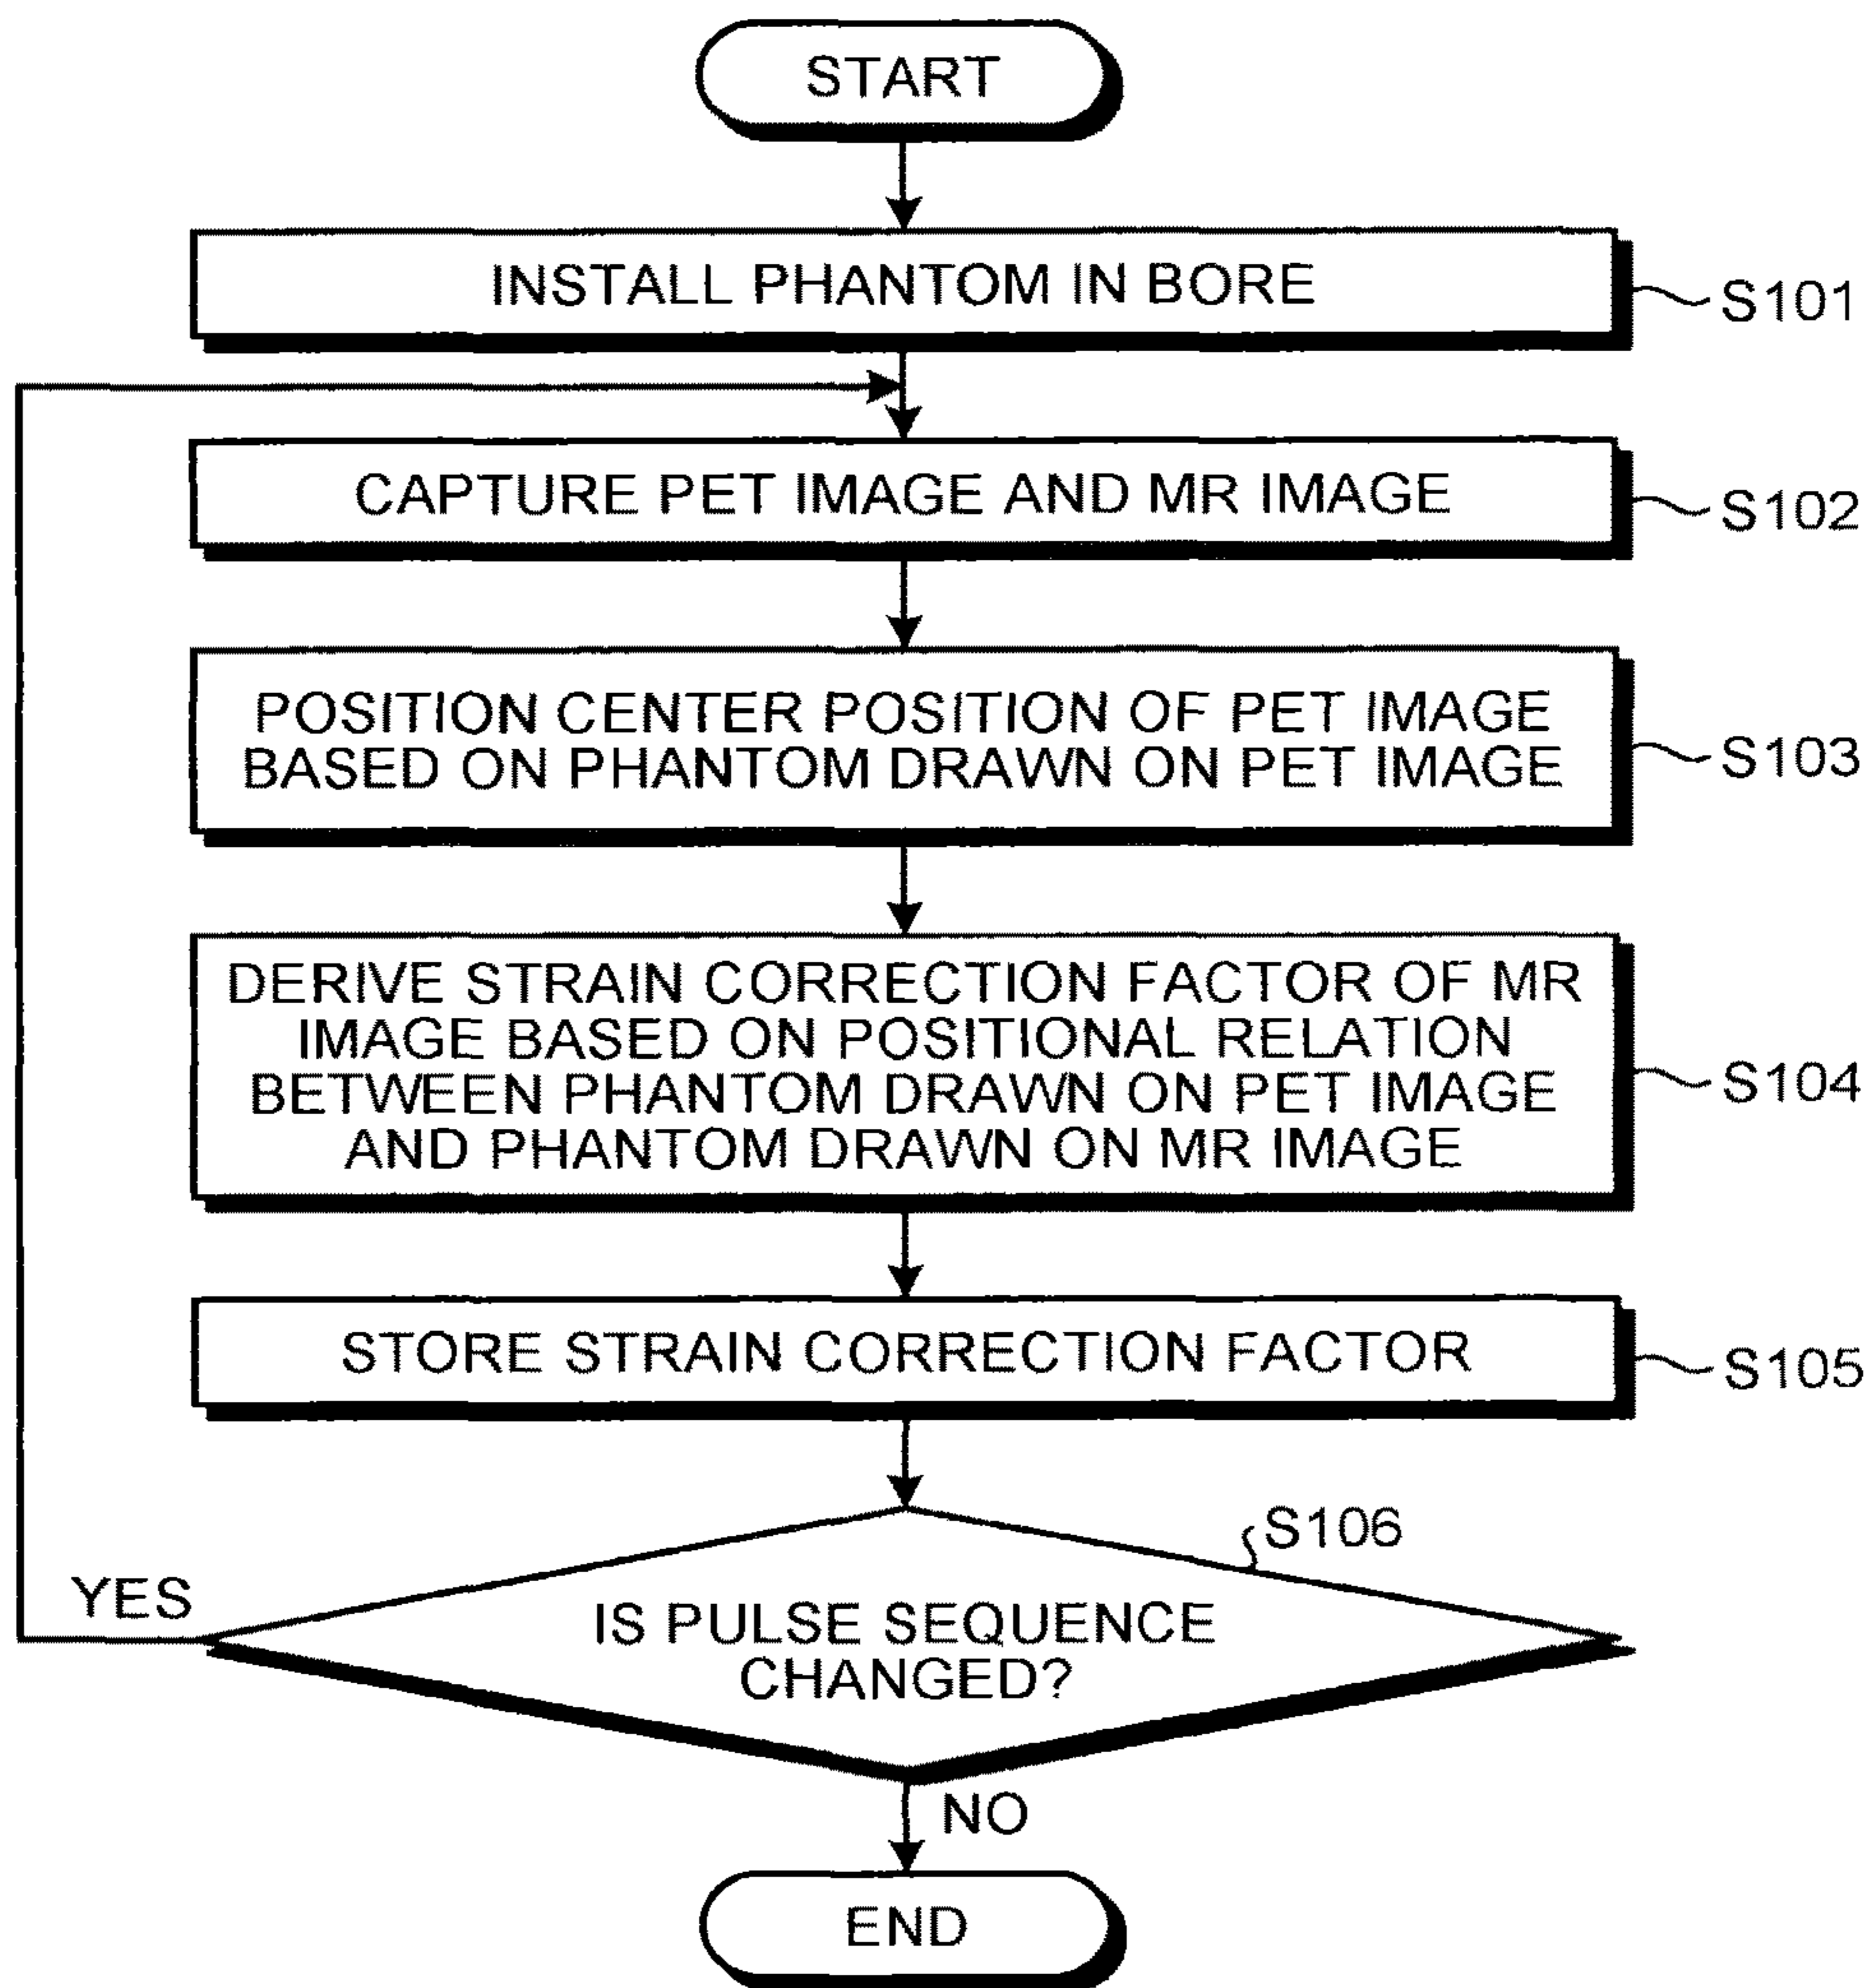 START
INSTALL PHANTOM IN BORE
S101
CAPTURE PET IMAGE AND MR IMAGE
S102
POSITION CENTER POSITION OF PET IMAGE
BASED ON PHANTOM DRAWN ON PET IMAGE
S103
DERIVE STRAIN CORRECTION FACTOR OF MR
IMAGE BASED ON POSITIONAL RELATION
BETWEEN PHANTOM DRAWN ON PET IMAGE
AND PHANTOM DRAWN ON MR IMAGE
S104
STORE STRAIN CORRECTION FACTOR
S105
S106
YES
IS PULSE SEQUENCE
CHANGED?
NO
END